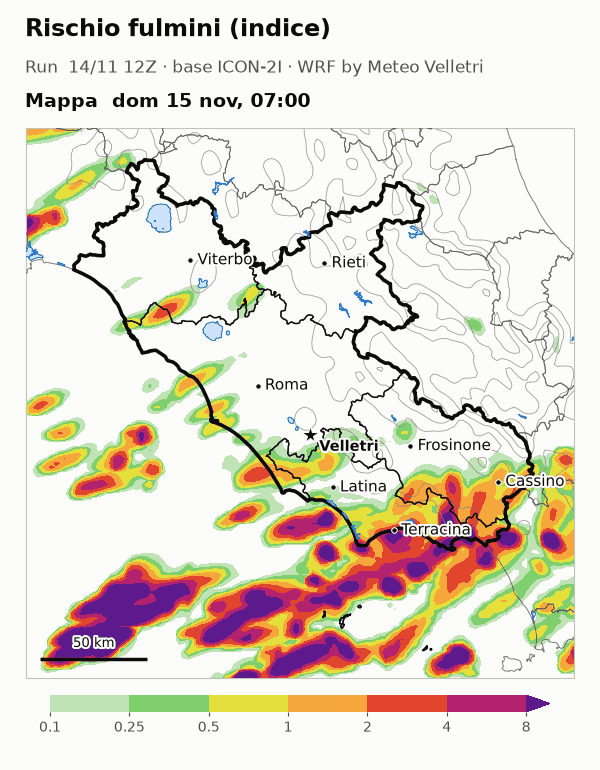 Rischio fulmini (indice)
Run  14/11 12Z · base ICON-2I · WRF by Meteo Velletri
Mappa  dom 15 nov, 07:00
Viterbo
Rieti
Roma
Velletri
Frosinone
Cassino
Latina
Terracina
50 km
0.1 0.25 0.5 1 2 4 8